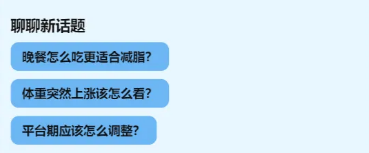 聊聊新话题
晚餐怎么吃更适合减脂？
体重突然上涨该怎么看？
平台期应该怎么调整？